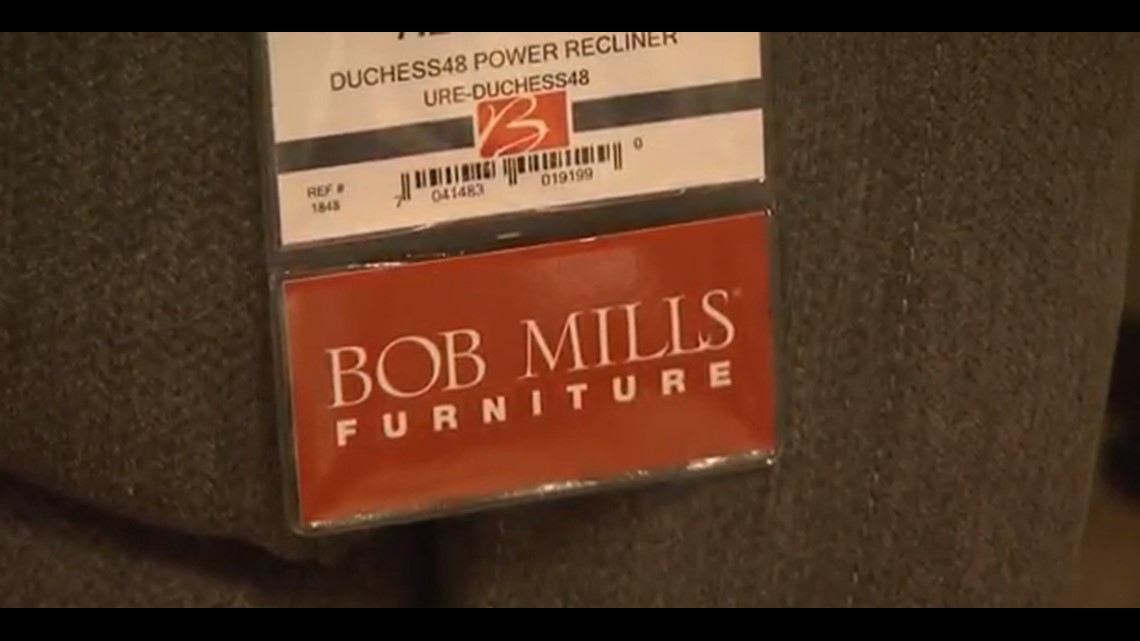 DUCHESS48 POWER RECLINER
URE-DUCHESS48
B
REF #
1848
7 041483 019199 0
BOB MILLS
FURNITURE